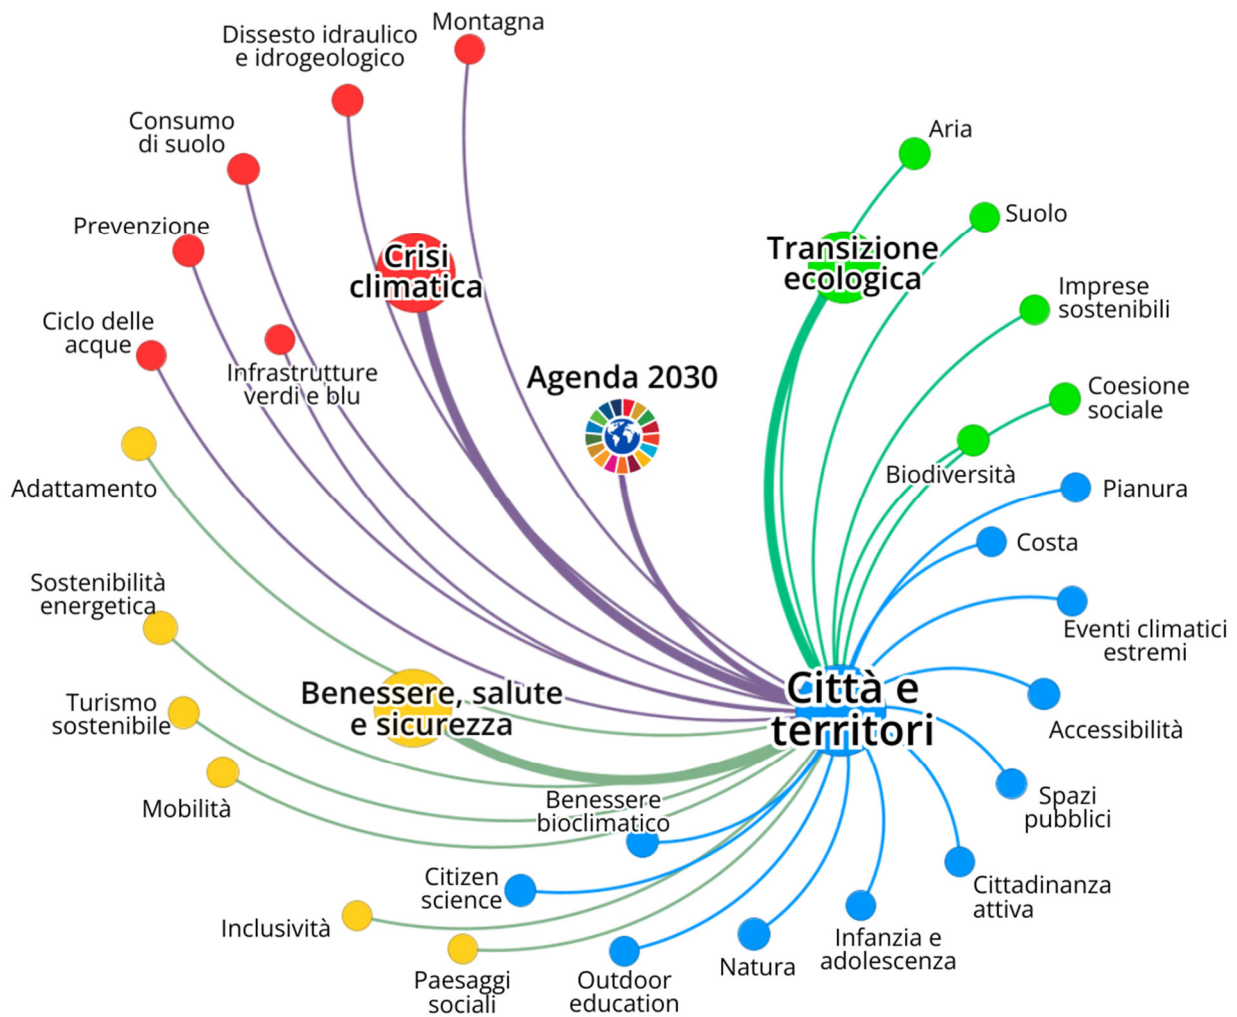 Montagna
Dissesto idraulico
e idrogeologico
Consumo
di suolo
Prevenzione
Ciclo delle
acque
Infrastrutture
verdi e blu
Crisi
climatica
Agenda 2030
Transizione
ecologica
Aria
Suolo
Imprese
sostenibili
Coesione
sociale
Biodiversità
Pianura
Costa
Eventi climatici
estremi
Accessibilità
Spazi
pubblici
Cittadinanza
attiva
Infanzia e
adolescenza
Natura
Outdoor
education
Città e
territori
Adattamento
Sostenibilità
energetica
Benessere, salute
e sicurezza
Turismo
sostenibile
Mobilità
Benessere
bioclimatico
Citizen
science
Inclusività
Paesaggi
sociali